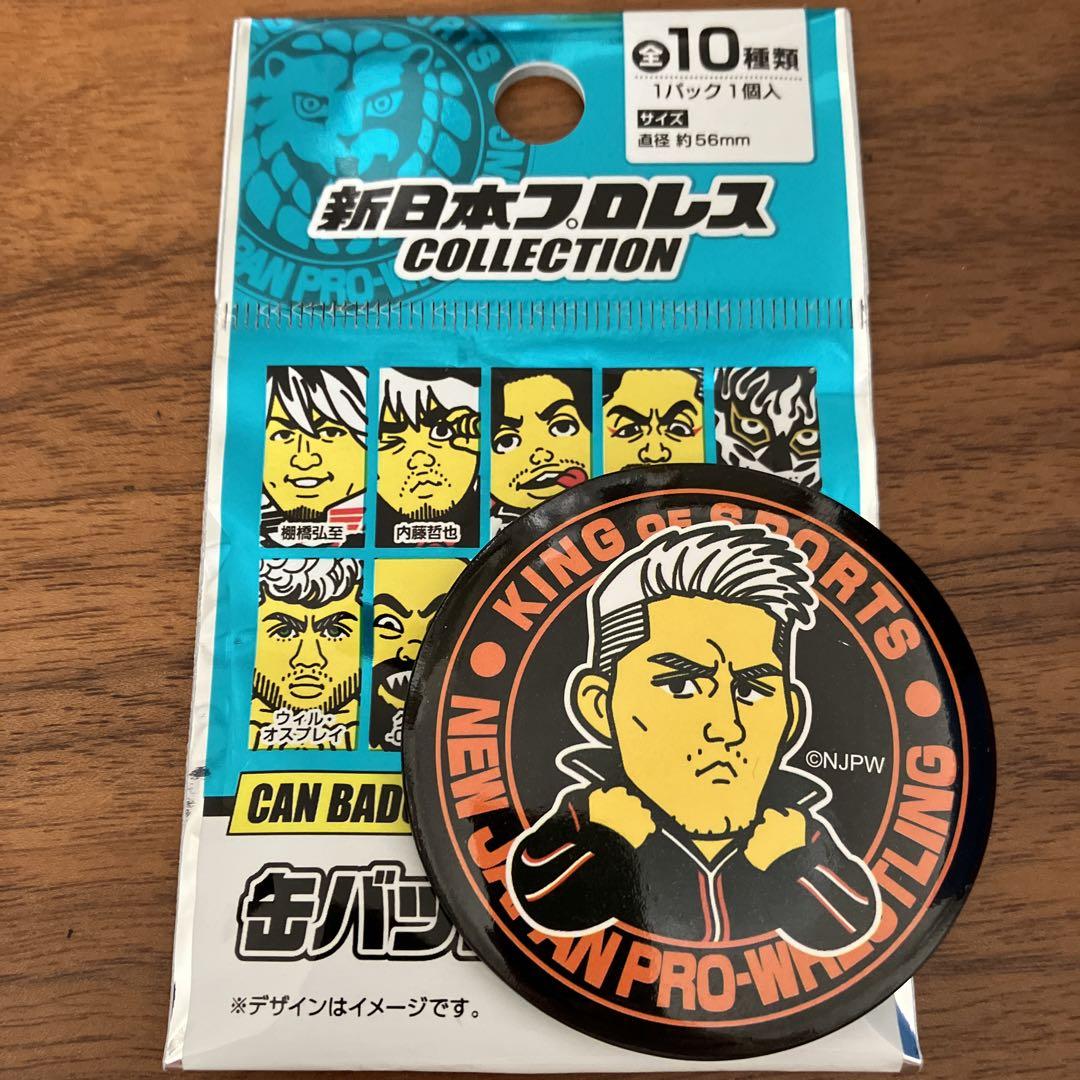 全10種類
1パック1個入
サイズ
直径 約56mm
新日本プロレス
COLLECTION
棚橋弘至
内藤哲也
ウィル・
オスプレイ
CAN BAD
缶バッ
※デザインはイメージです。
KING OF SPORTS
NEW JAPAN PRO-WRESTLING
©NJPW